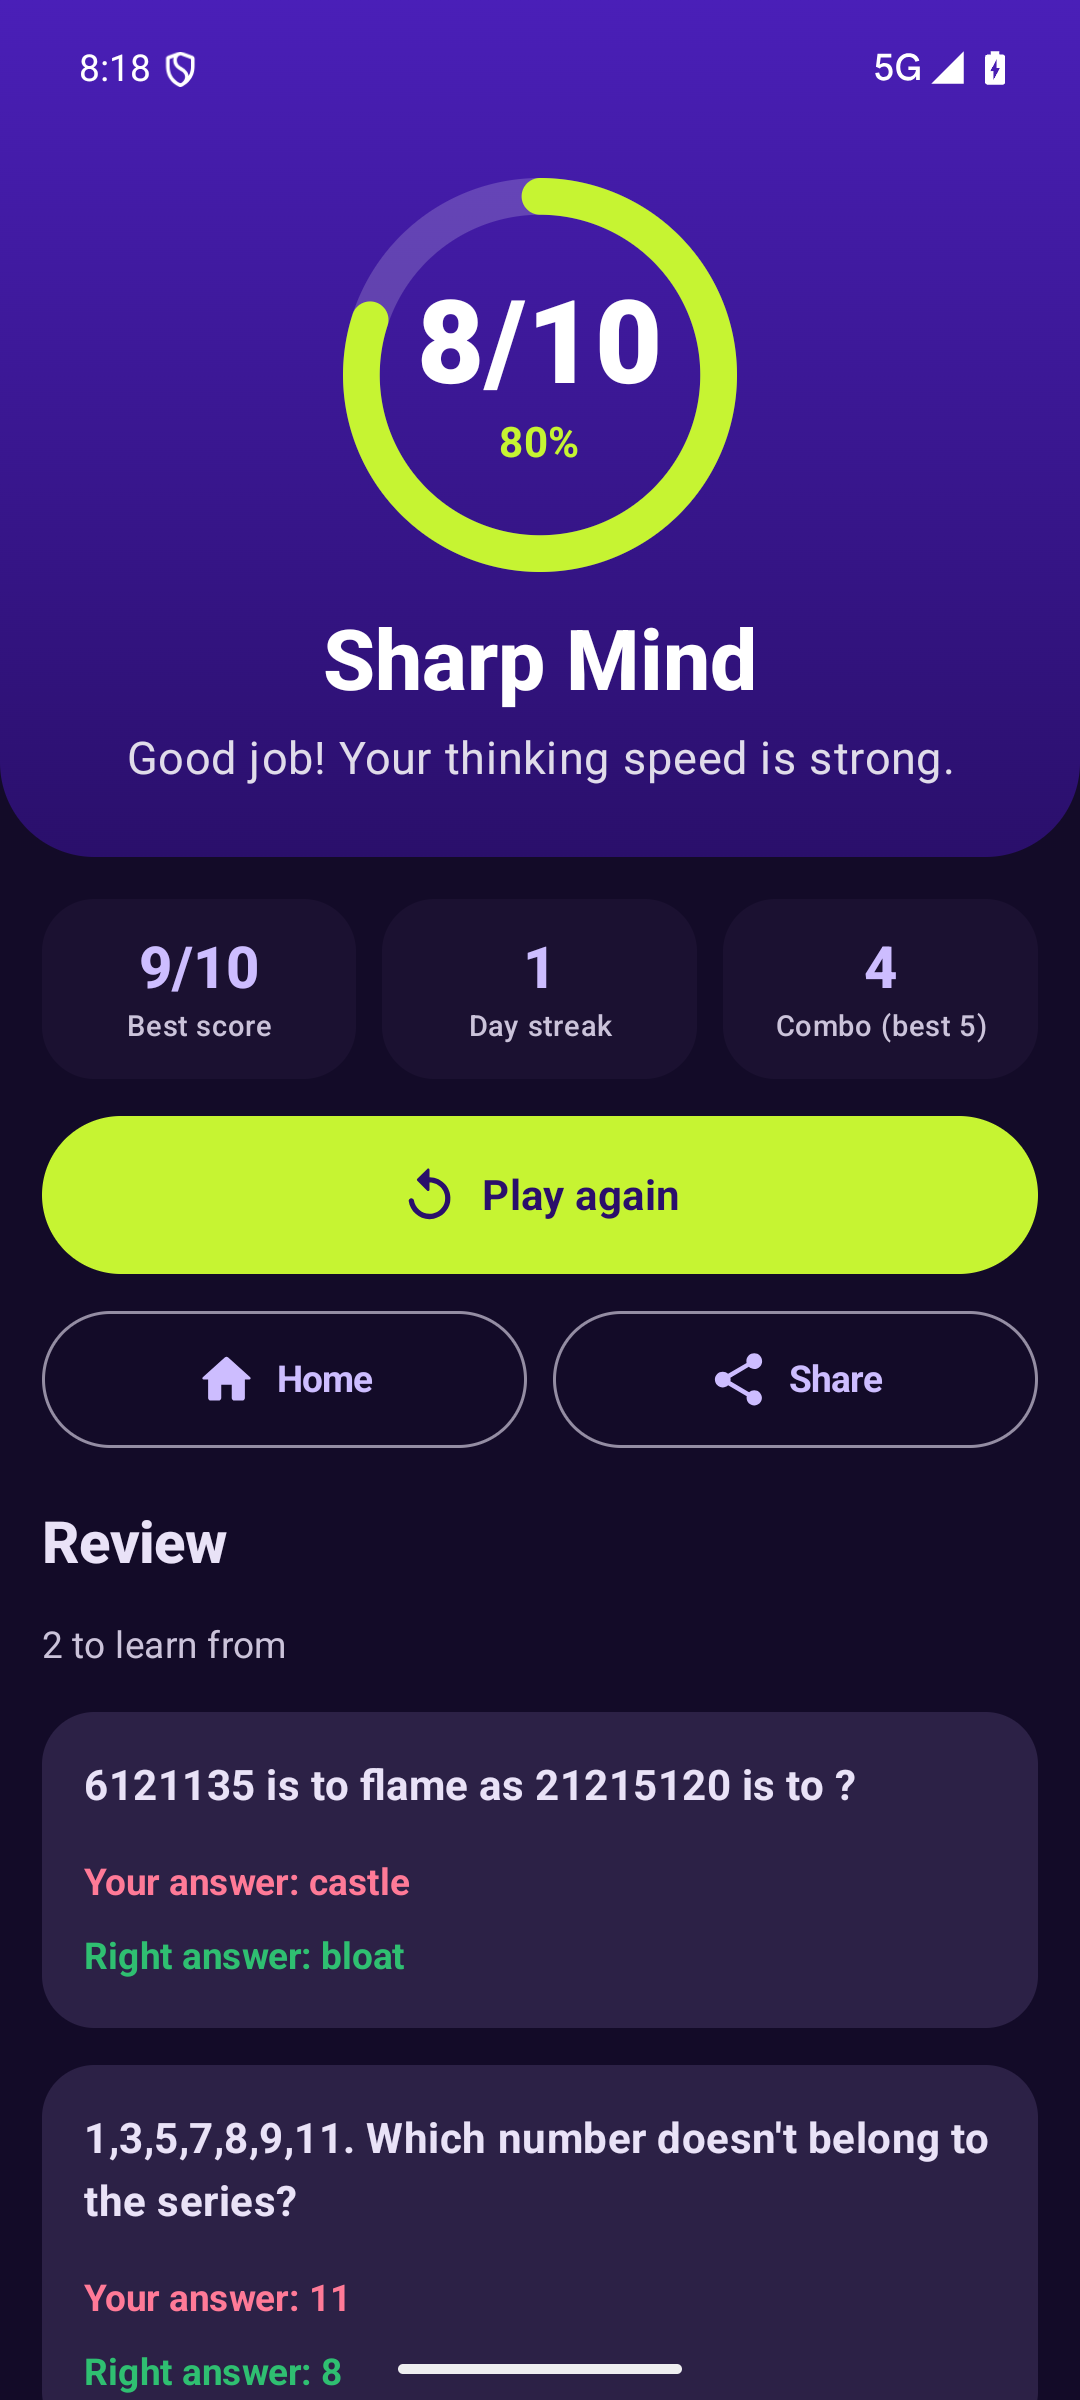 8:18
5G
8/10
80%
Sharp Mind
Good job! Your thinking speed is strong.
9/10
Best score
1
Day streak
4
Combo (best 5)
Play again
Home
Share
Review
2 to learn from
6121135 is to flame as 21215120 is to ?
Your answer: castle
Right answer: bloat
1,3,5,7,8,9,11. Which number doesn't belong to
the series?
Your answer: 11
Right answer: 8